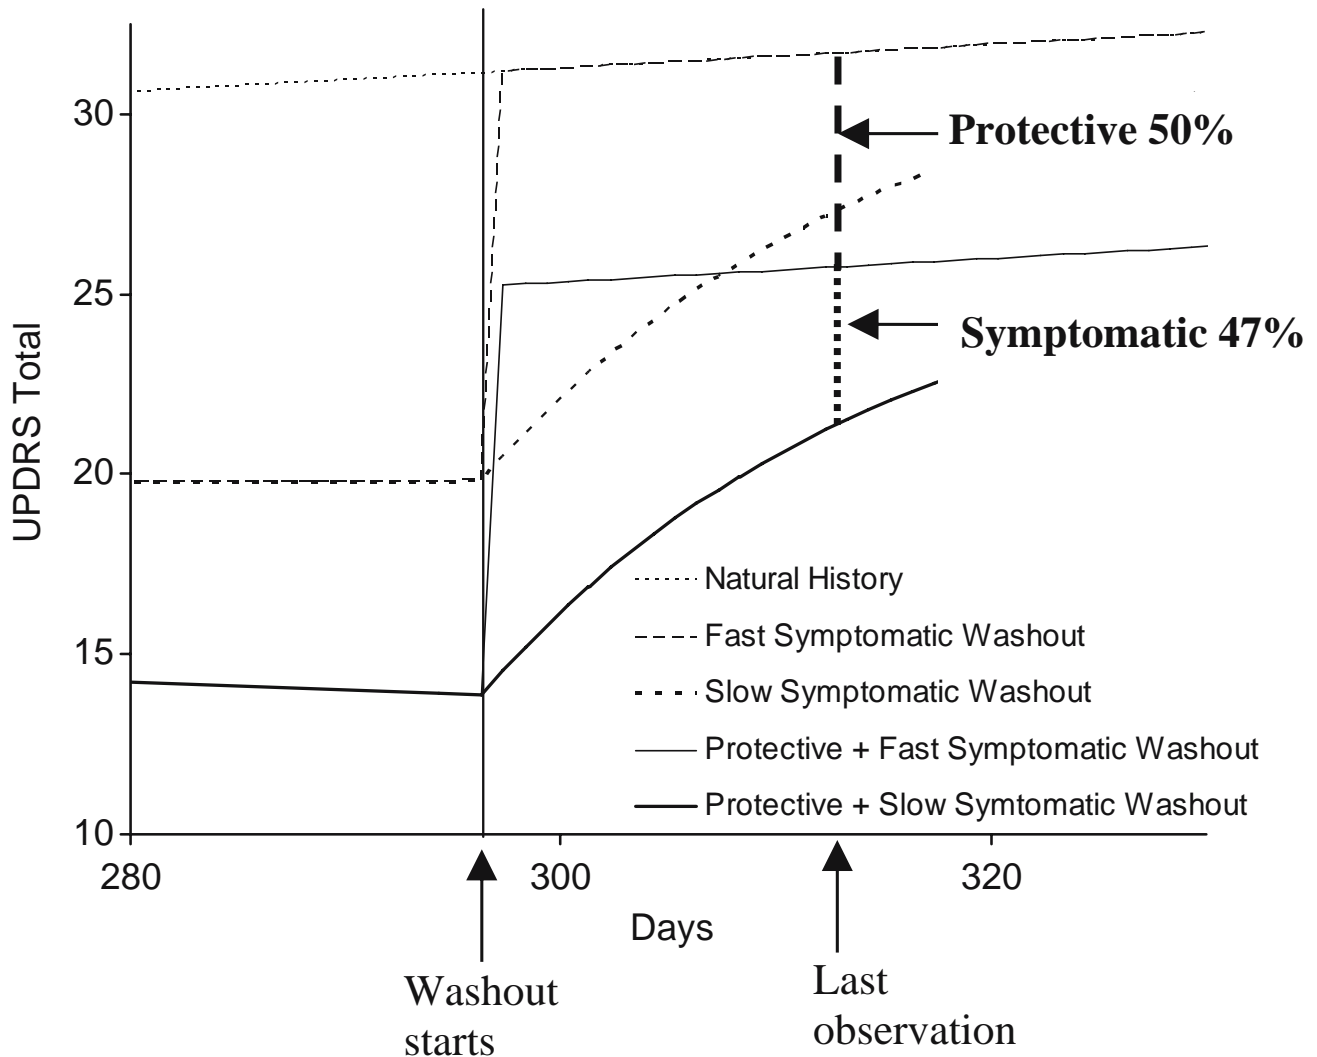 30
Protective 50%
25
Symptomatic 47%
UPDRS Total
20
Natural History
Fast Symptomatic Washout
15
Slow Symptomatic Washout
Protective + Fast Symptomatic Washout
Protective + Slow Symtomatic Washout
10
280
300
320
Days
Washout
starts
Last
observation